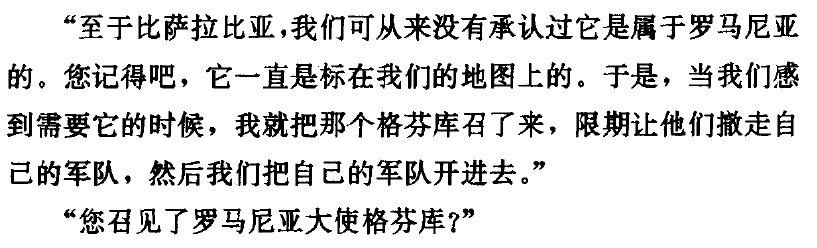 “至于比萨拉比亚，我们可从来没有承认过它是属于罗马尼亚
的。您记得吧，它一直是标在我们的地图上的。于是，当我们感
到需要它的时候，我就把那个格芬库召了来，限期让他们撤走自
己的军队，然后我们把自己的军队开进去。”
“您召见了罗马尼亚大使格芬库？”